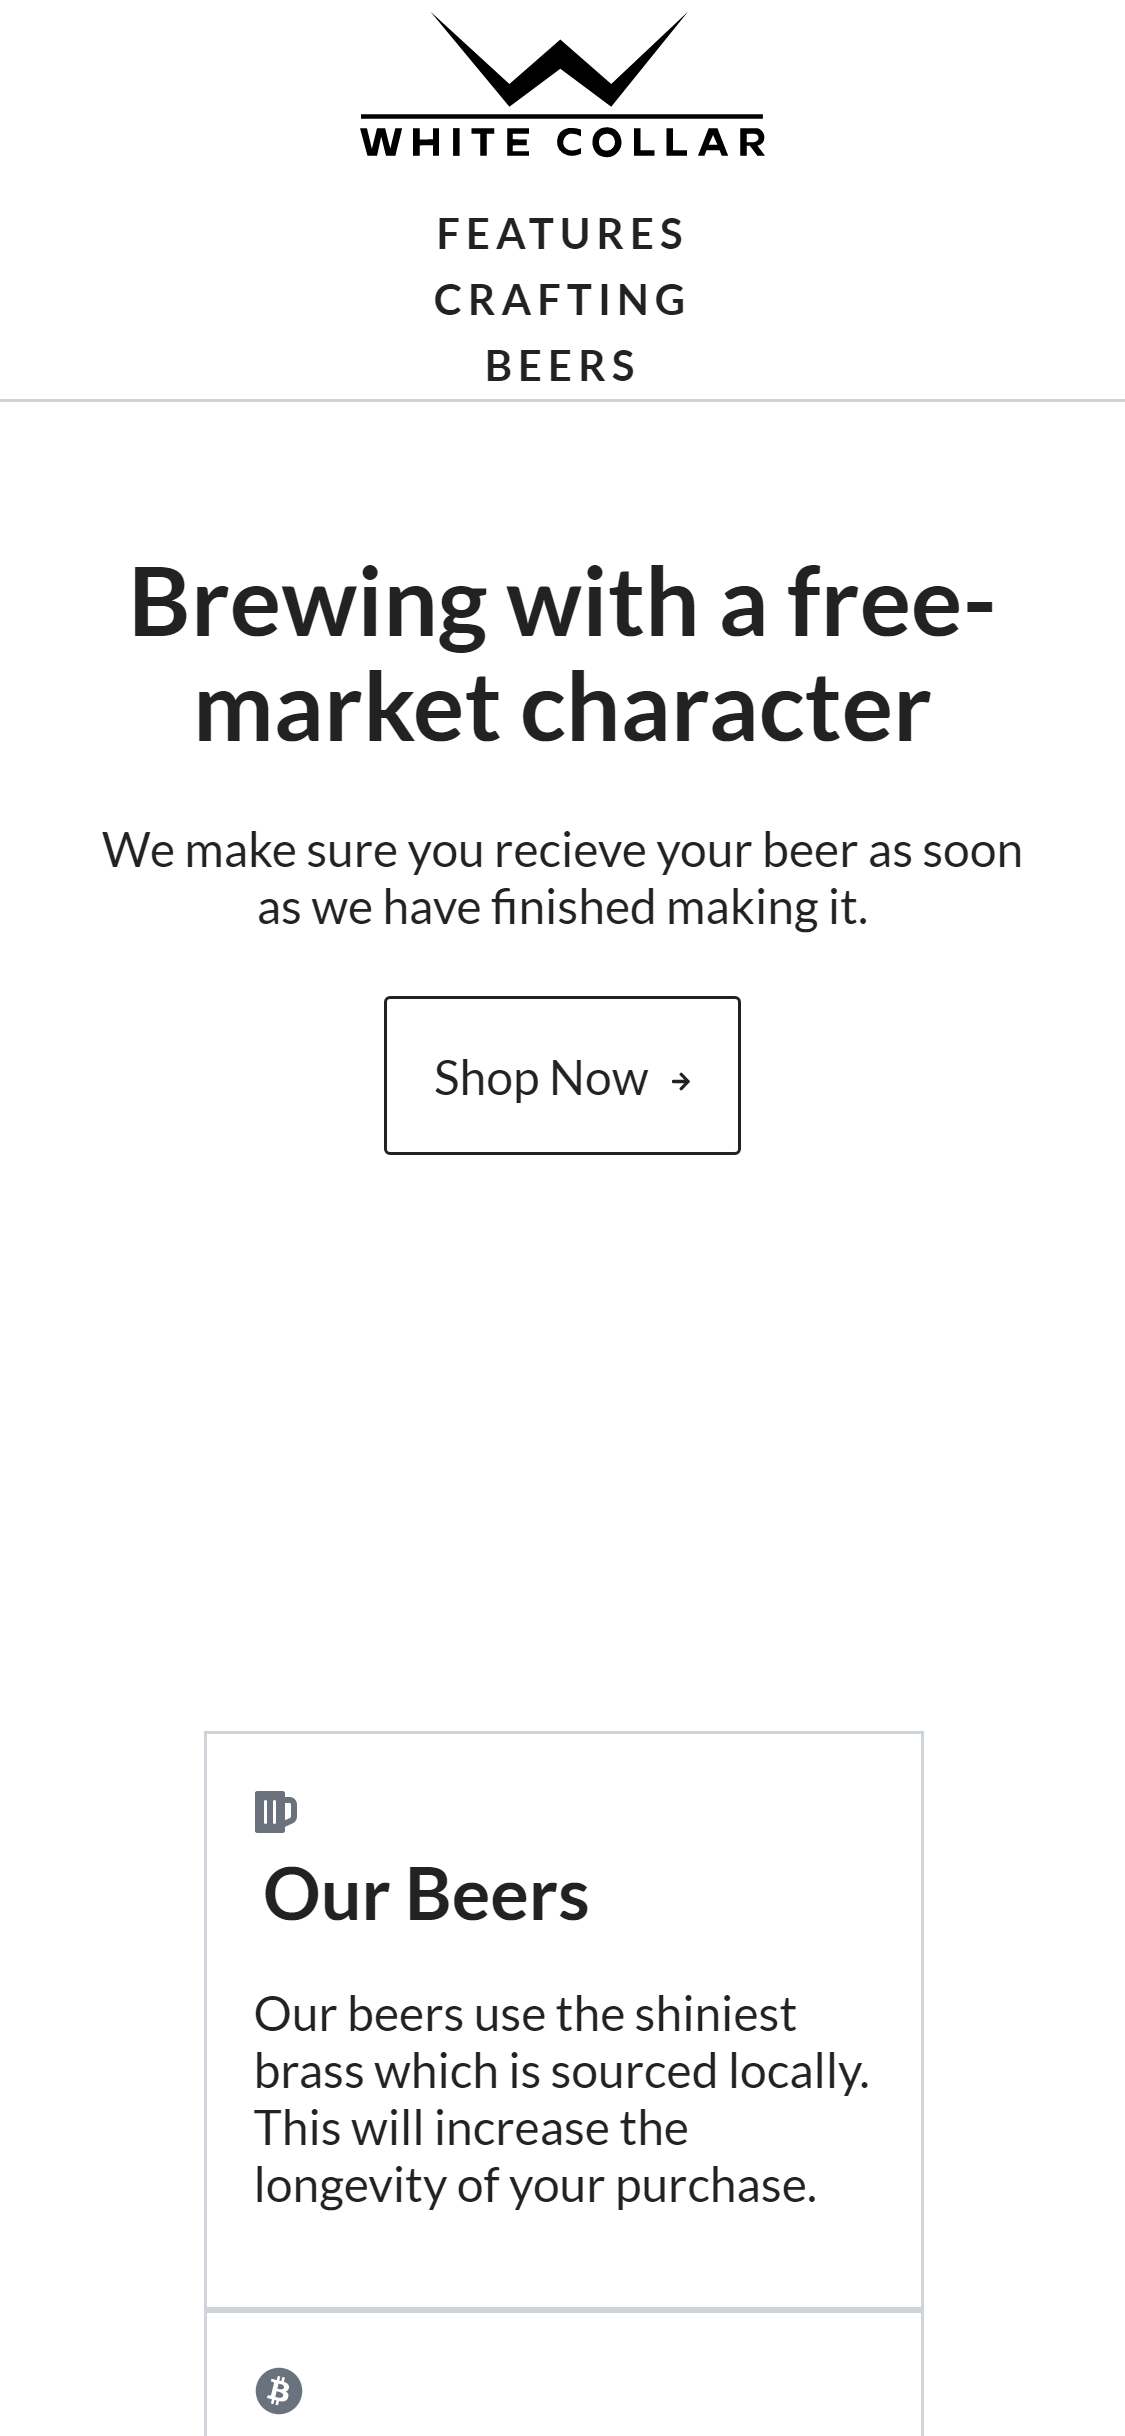 WHITE COLLAR
FEATURES
CRAFTING
BEERS
Brewing with a free-
market character
We make sure you recieve your beer as soon
as we have finished making it.
Shop Now
Our Beers
Our beers use the shiniest
brass which is sourced locally.
This will increase the
longevity of your purchase.